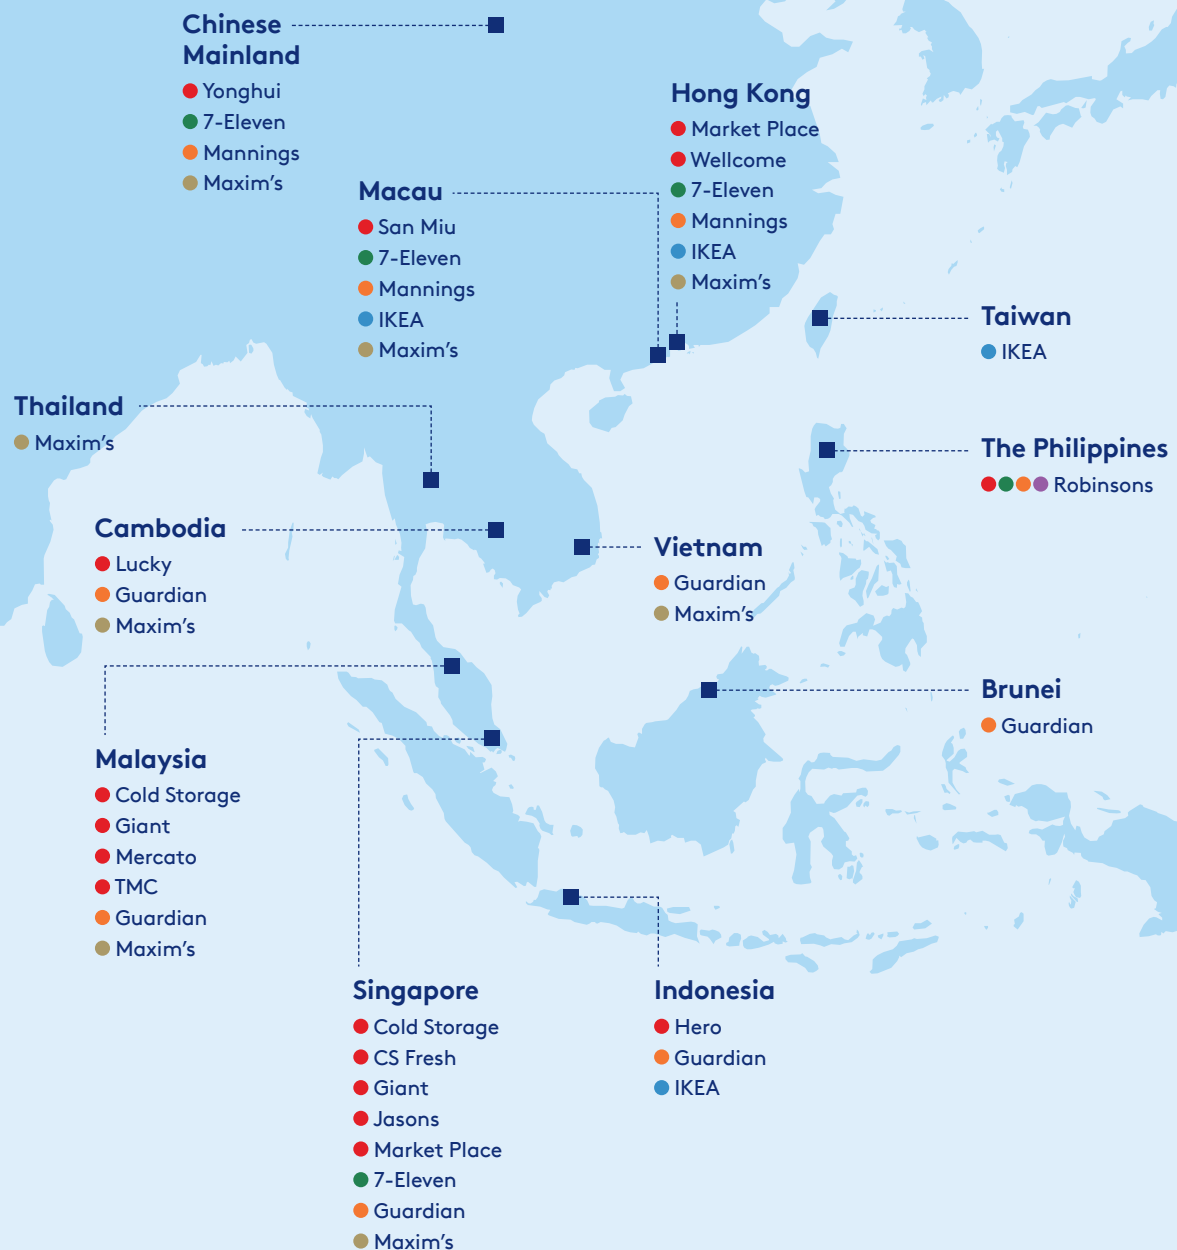 Chinese
Mainland
Yonghui
7-Eleven
Mannings
Maxim's
Hong Kong
Market Place
Wellcome
7-Eleven
Mannings
IKEA
Maxim's
Macau
San Miu
7-Eleven
Mannings
IKEA
Maxim's
Taiwan
IKEA
Thailand
Maxim's
The Philippines
Robinsons
Cambodia
Lucky
Guardian
Maxim's
Vietnam
Guardian
Maxim's
Brunei
Guardian
Malaysia
Cold Storage
Giant
Mercato
TMC
Guardian
Maxim's
Singapore
Cold Storage
CS Fresh
Giant
Jasons
Market Place
7-Eleven
Guardian
Maxim's
Indonesia
Hero
Guardian
IKEA